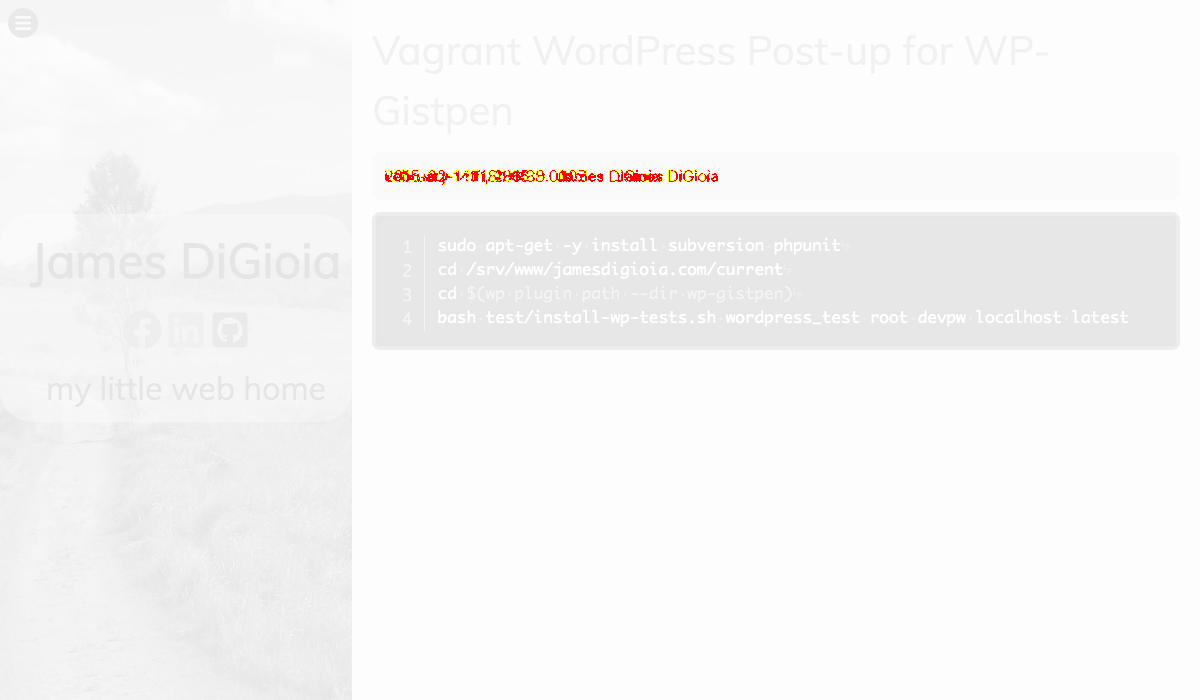 Vagrant WordPress Post-up for WP-
Gistpen
James DiGioia
James DiGioia
my little web home
1 sudo apt-get -y install subversion phpunit
2 cd /srv/www/jamesdigioia.com/current
3 cd $(wp plugin path --dir wp-gistpen)
4 bash test/install-wp-tests.sh wordpress_test root devpw localhost latest